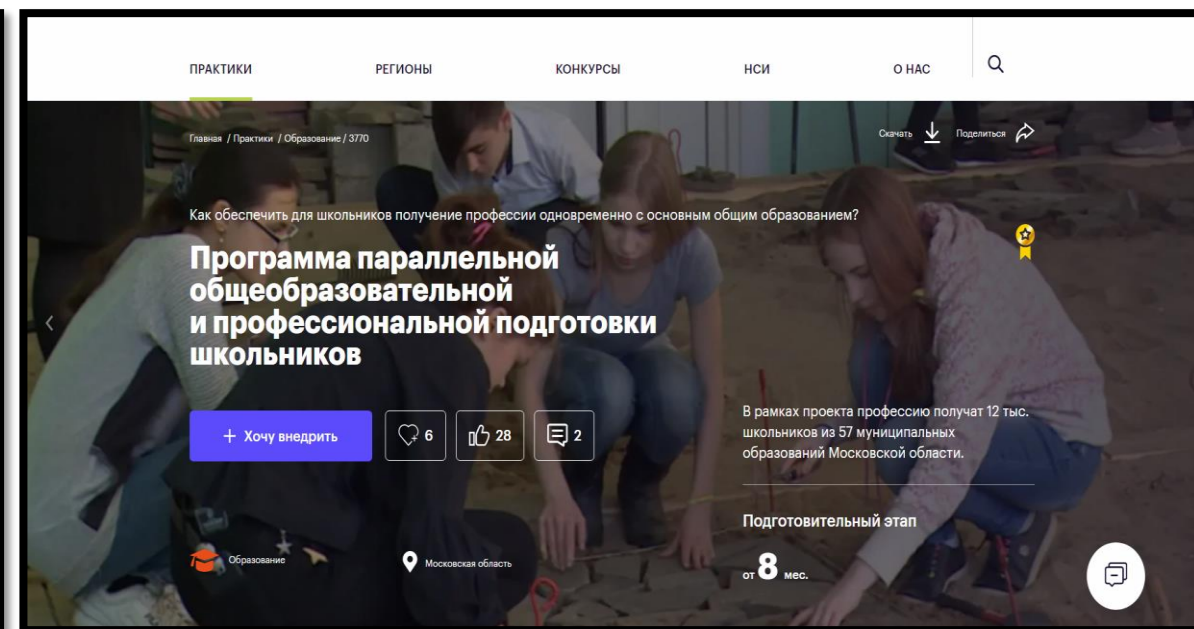 ПРАКТИКИ РЕГИОНЫ КОНКУРСЫ НСИ О НАС
Главная / Практики / Образование / 3770
Скачать Поделиться
Как обеспечить для школьников получение профессии одновременно с основным общим образованием?
Программа параллельной
общеобразовательной
и профессиональной подготовки
школьников
+ Хочу внедрить 6 28 2
В рамках проекта профессию получат 12 тыс.
школьников из 57 муниципальных
образований Московской области.
Подготовительный этап
от 8 мес.
Образование
Московская область